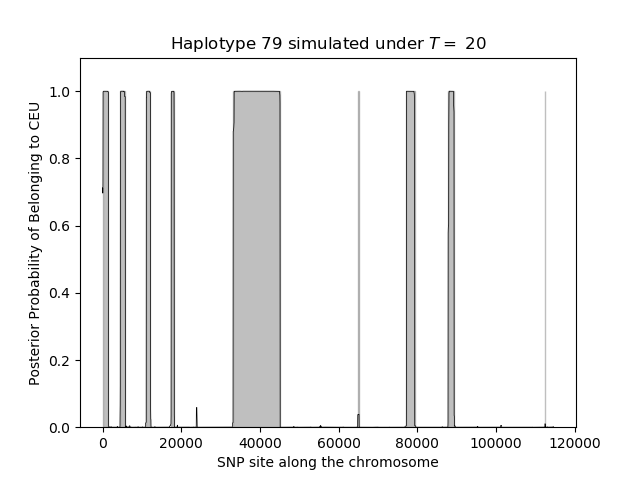 Haplotype 79 simulated under T = 20
Posterior Probability of Belonging to CEU
1.0
0.8
0.6
0.4
0.2
0.0
0 20000 40000 60000 80000 100000 120000
SNP site along the chromosome